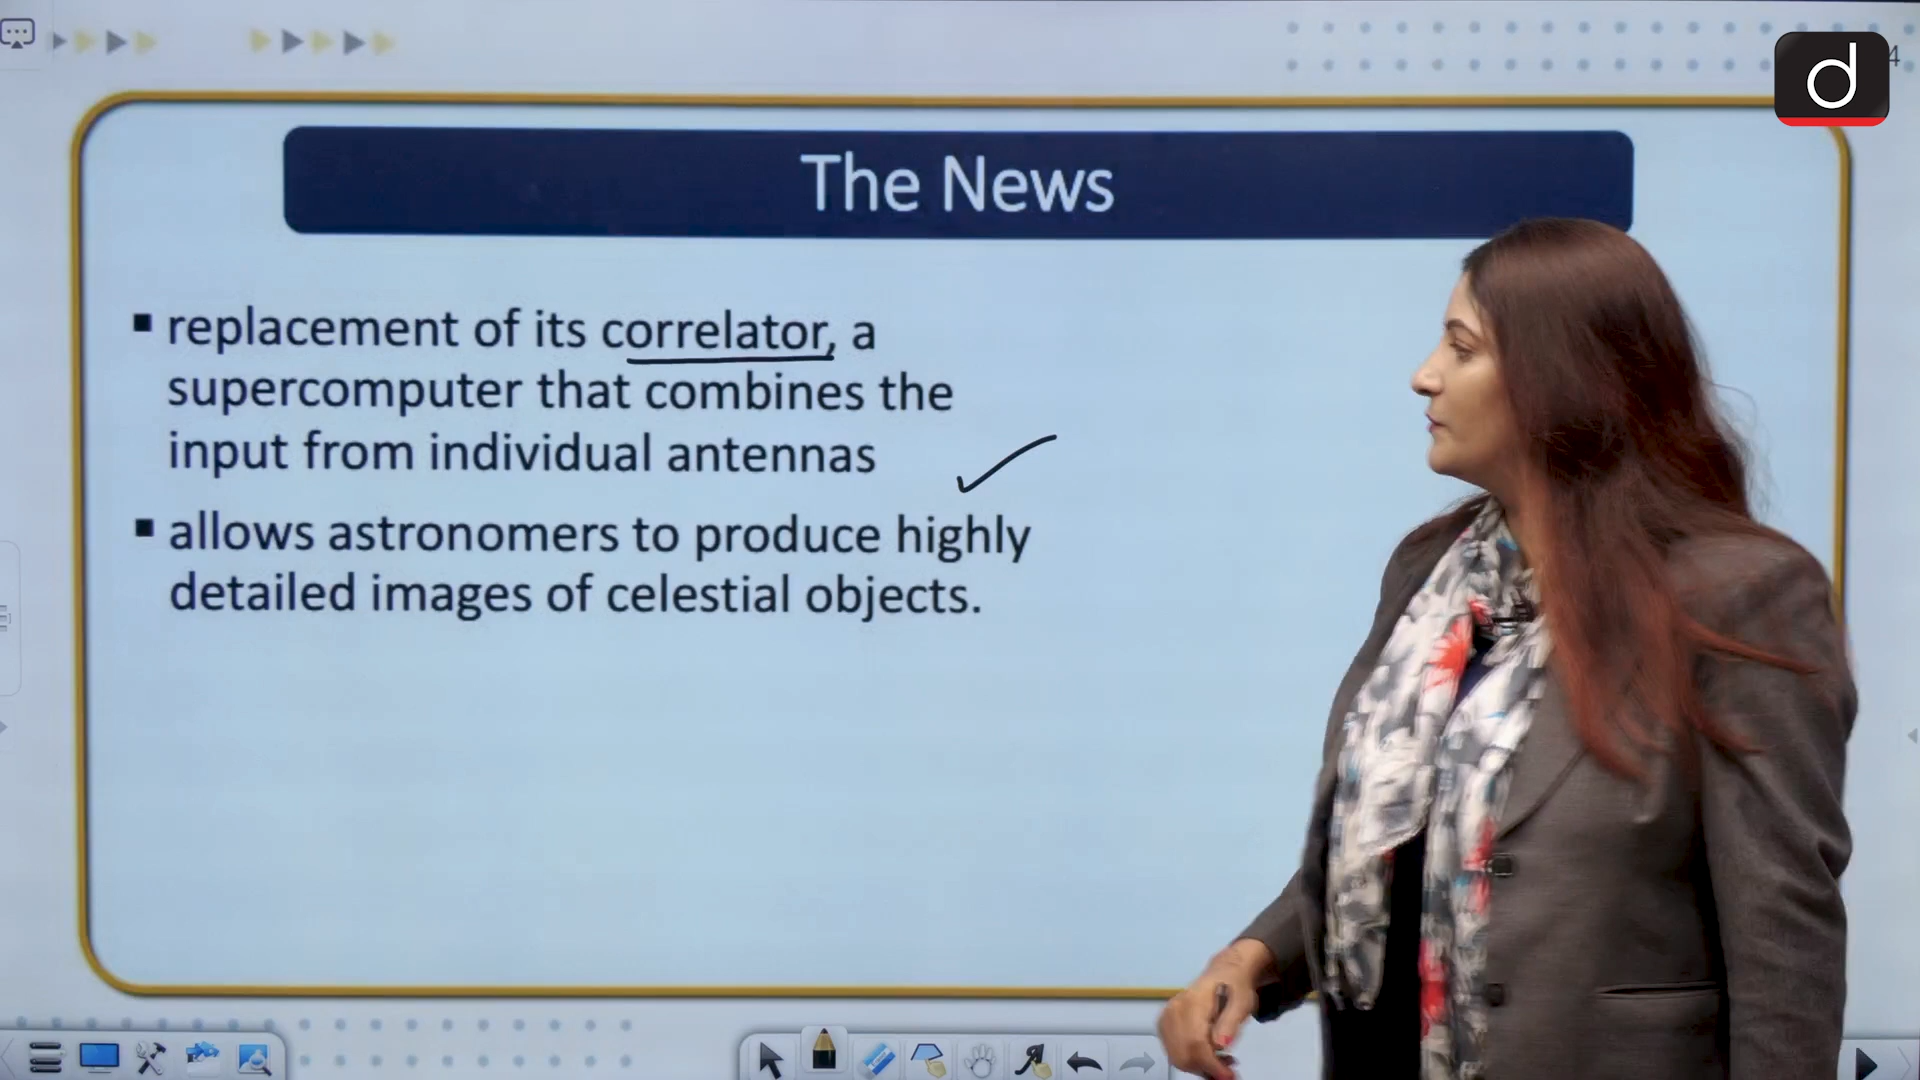 d
4
The News
▪ replacement of its correlator, a
supercomputer that combines the
input from individual antennas
▪ allows astronomers to produce highly
detailed images of celestial objects.